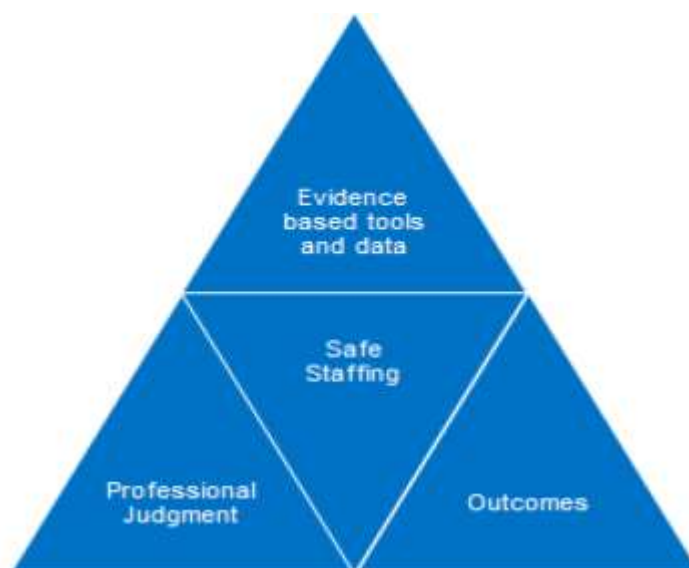 Evidence
based tools
and data
Safe
Staffing
Professional
Judgment
Outcomes